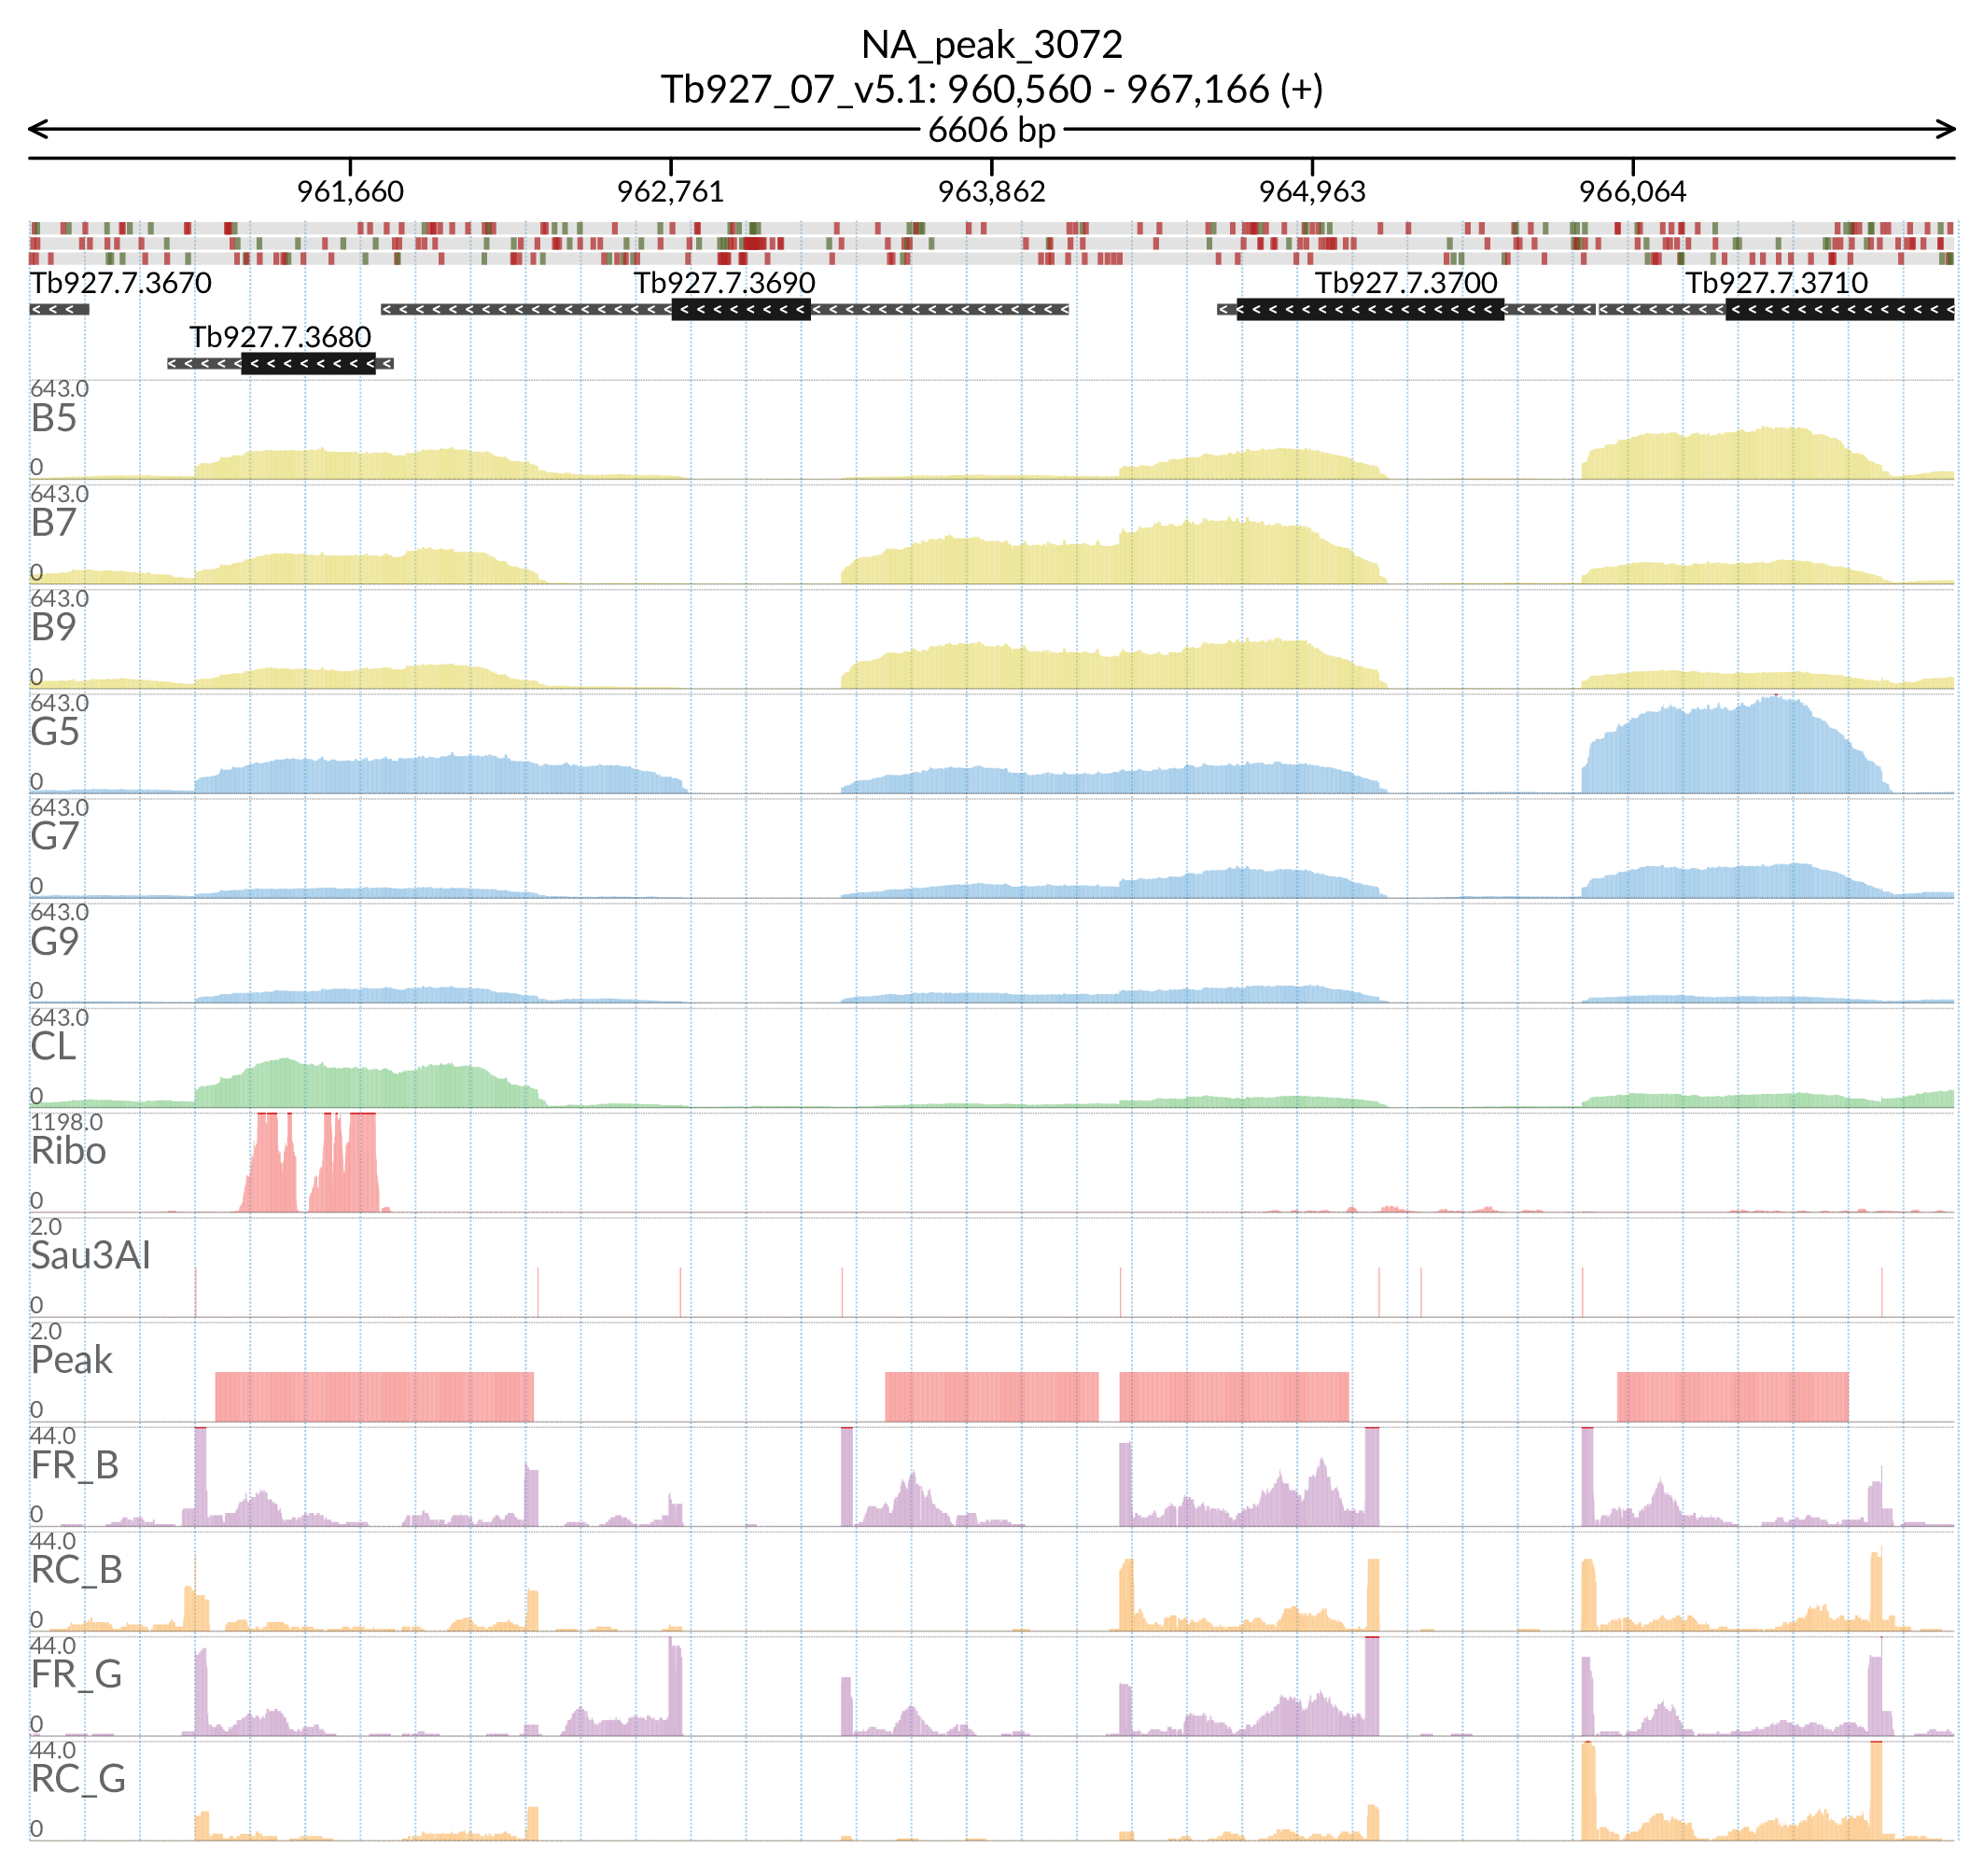 NA_peak_3072
Tb927_07_v5.1: 960,560 - 967,166 (+)
6606 bp
961,660 962,761 963,862 964,963 966,064
Tb927.7.3670 Tb927.7.3690 Tb927.7.3700 Tb927.7.3710
Tb927.7.3680
643.0
B5
0
643.0
B7
0
643.0
B9
0
643.0
G5
0
643.0
G7
0
643.0
G9
0
643.0
CL
0
1198.0
Ribo
0
2.0
Sau3AI
0
2.0
Peak
0
44.0
FR_B
0
44.0
RC_B
0
44.0
FR_G
0
44.0
RC_G
0